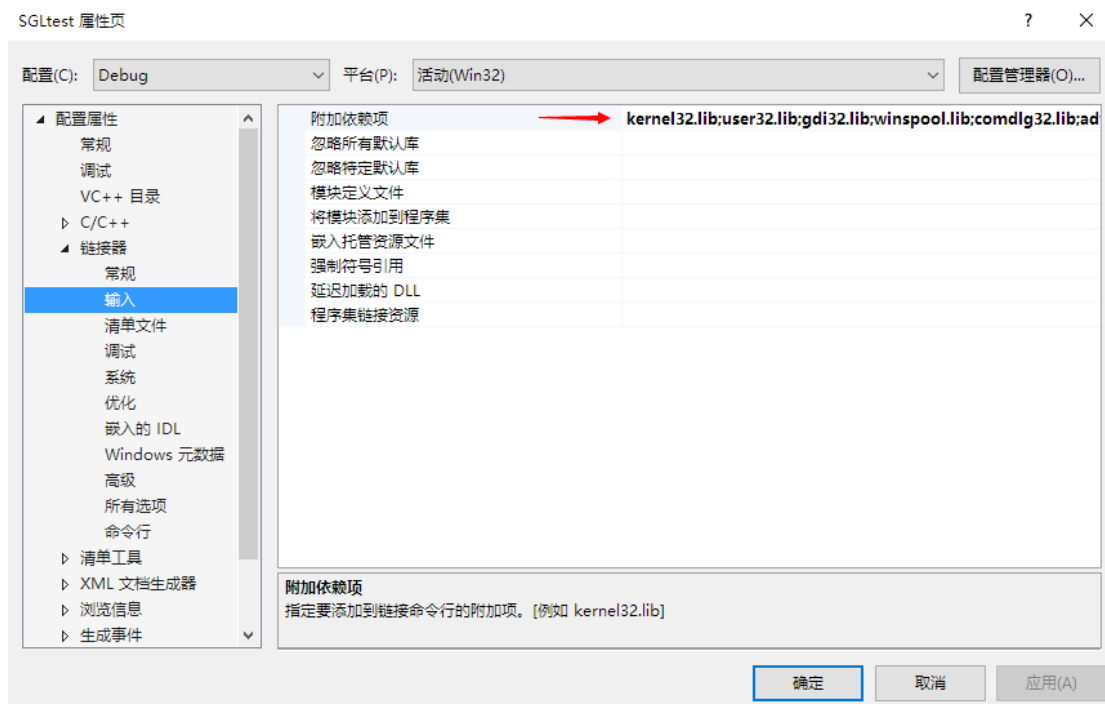 SGLtest 属性页
? ×
配置(C): Debug 平台(P): 活动(Win32) 配置管理器(O)...
配置属性
常规
调试
VC++ 目录
C/C++
链接器
常规
输入
清单文件
调试
系统
优化
嵌入的 IDL
Windows 元数据
高级
所有选项
命令行
清单工具
XML 文档生成器
浏览信息
生成事件
附加依赖项 kernel32.lib;user32.lib;gdi32.lib;winspool.lib;comdlg32.lib;ad
忽略所有默认库
忽略特定默认库
模块定义文件
将模块添加到程序集
嵌入托管资源文件
强制符号引用
延迟加载的 DLL
程序集链接资源
附加依赖项
指定要添加到链接命令行的附加项。[例如 kernel32.lib]
确定 取消 应用(A)